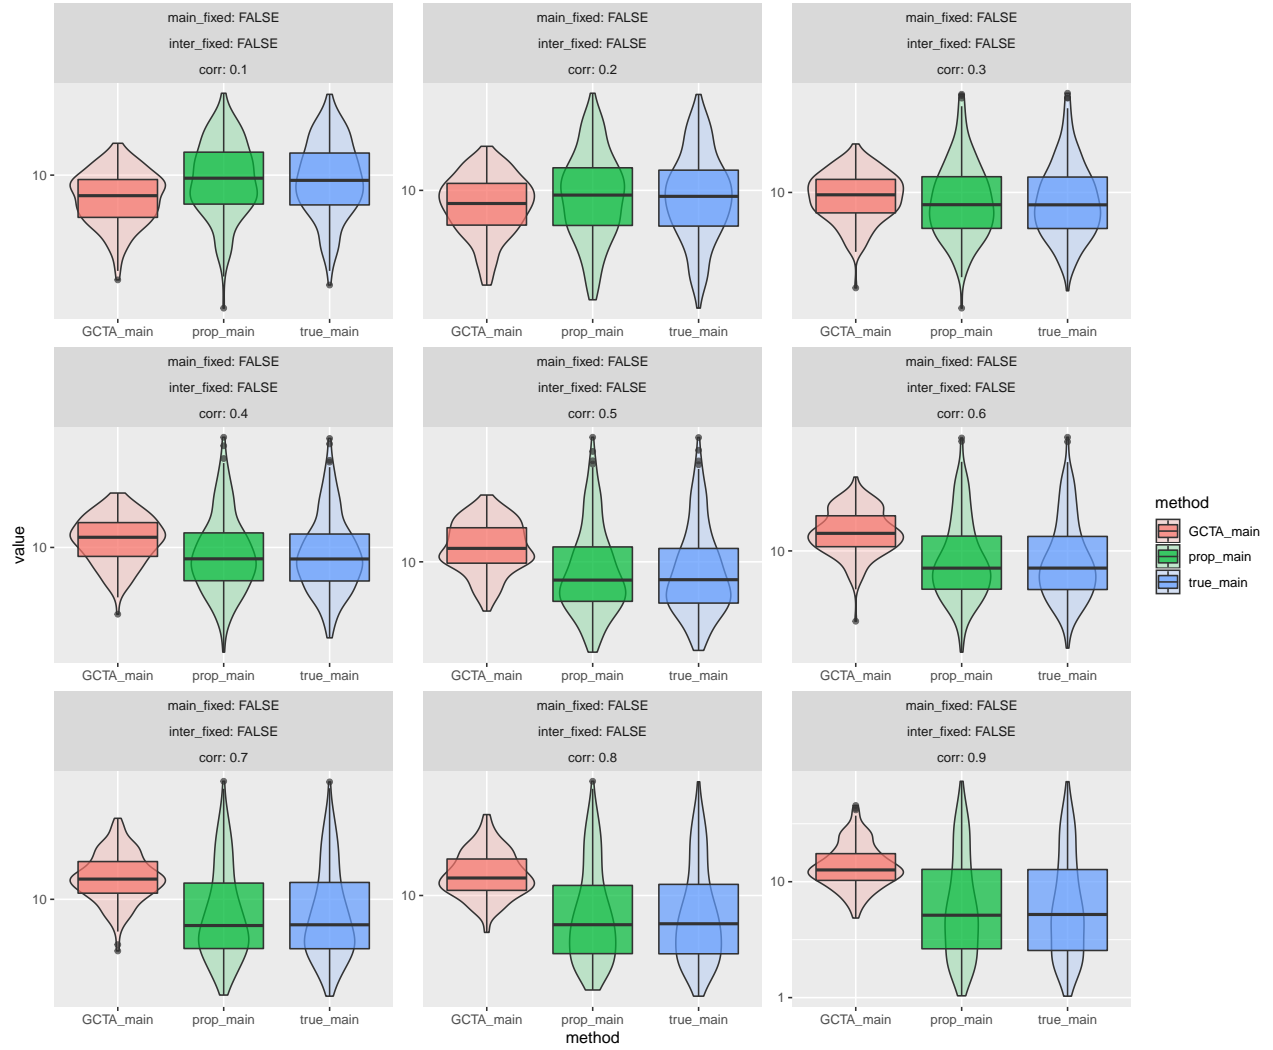 main_fixed: FALSE
main_fixed: FALSE
main_fixed: FALSE
inter_fixed: FALSE
inter_fixed: FALSE
inter_fixed: FALSE
corr: 0.1
corr: 0.2
corr: 0.3
10
10
10
GCTA_main
prop_main
true_main
GCTA_main
prop_main
true_main
GCTA_main
prop_main
true_main
main_fixed: FALSE
main_fixed: FALSE
main_fixed: FALSE
inter_fixed: FALSE
inter_fixed: FALSE
inter_fixed: FALSE
corr: 0.4
corr: 0.5
corr: 0.6
10
10
10
GCTA_main
prop_main
true_main
GCTA_main
prop_main
true_main
GCTA_main
prop_main
true_main
main_fixed: FALSE
main_fixed: FALSE
main_fixed: FALSE
inter_fixed: FALSE
inter_fixed: FALSE
inter_fixed: FALSE
corr: 0.7
corr: 0.8
corr: 0.9
10
10
10
1
GCTA_main
prop_main
true_main
GCTA_main
prop_main
true_main
GCTA_main
prop_main
true_main
method
value
method
GCTA_main
prop_main
true_main